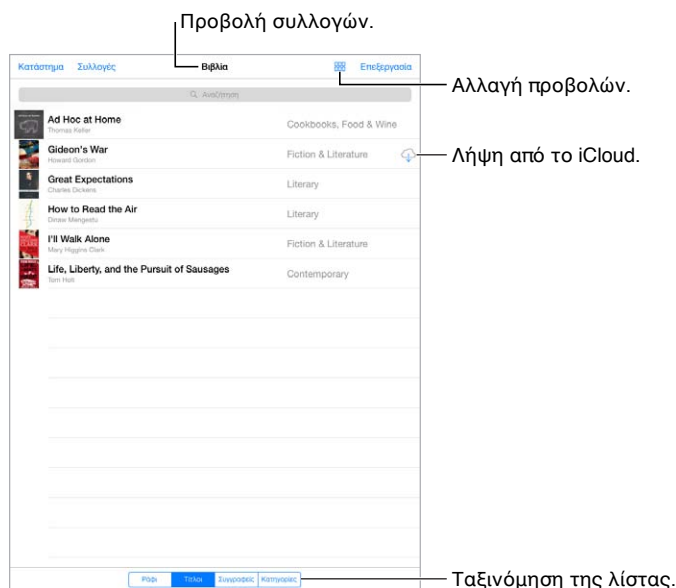 Προβολή συλλογών.
Κατάστημα Συλλογές Βιβλία Επεξεργασία
Αλλαγή προβολών.
Αναζήτηση
Ad Hoc at Home
Thomas Keller
Cookbooks, Food & Wine
Gideon's War
Howard Gordon
Fiction & Literature
Λήψη από το iCloud.
Great Expectations
Charles Dickens
Literary
How to Read the Air
Dinaw Mengestu
Literary
I'll Walk Alone
Mary Higgins Clark
Fiction & Literature
Life, Liberty, and the Pursuit of Sausages
Tom Holt
Contemporary
Ράφι Τίτλοι Συγγραφείς Κατηγορίες
Ταξινόμηση της λίστας.